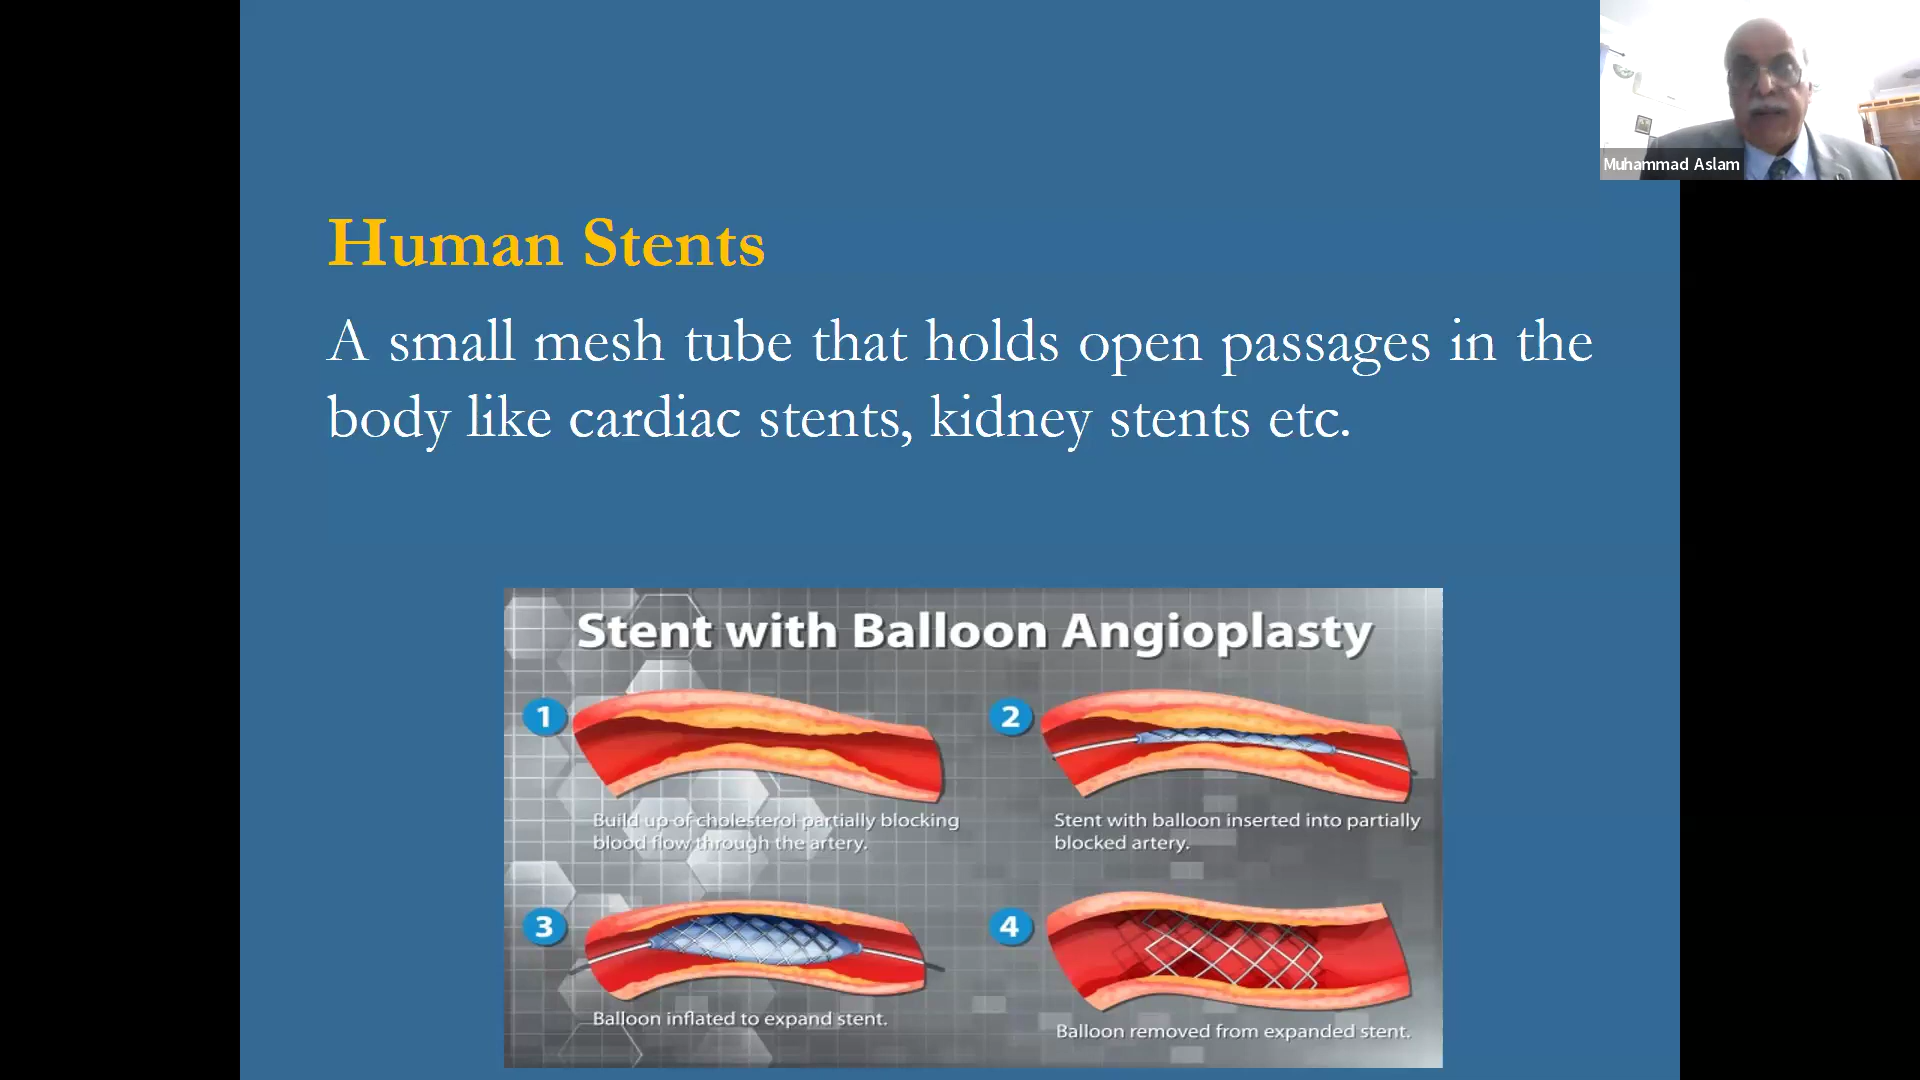 Muhammad Aslam
Human Stents
A small mesh tube that holds open passages in the
body like cardiac stents, kidney stents etc.
Stent with Balloon Angioplasty
1
Build up of cholesterol partially blocking
blood flow through the artery.
2
Stent with balloon inserted into partially
blocked artery.
3
Balloon inflated to expand stent.
4
Balloon removed from expanded stent.